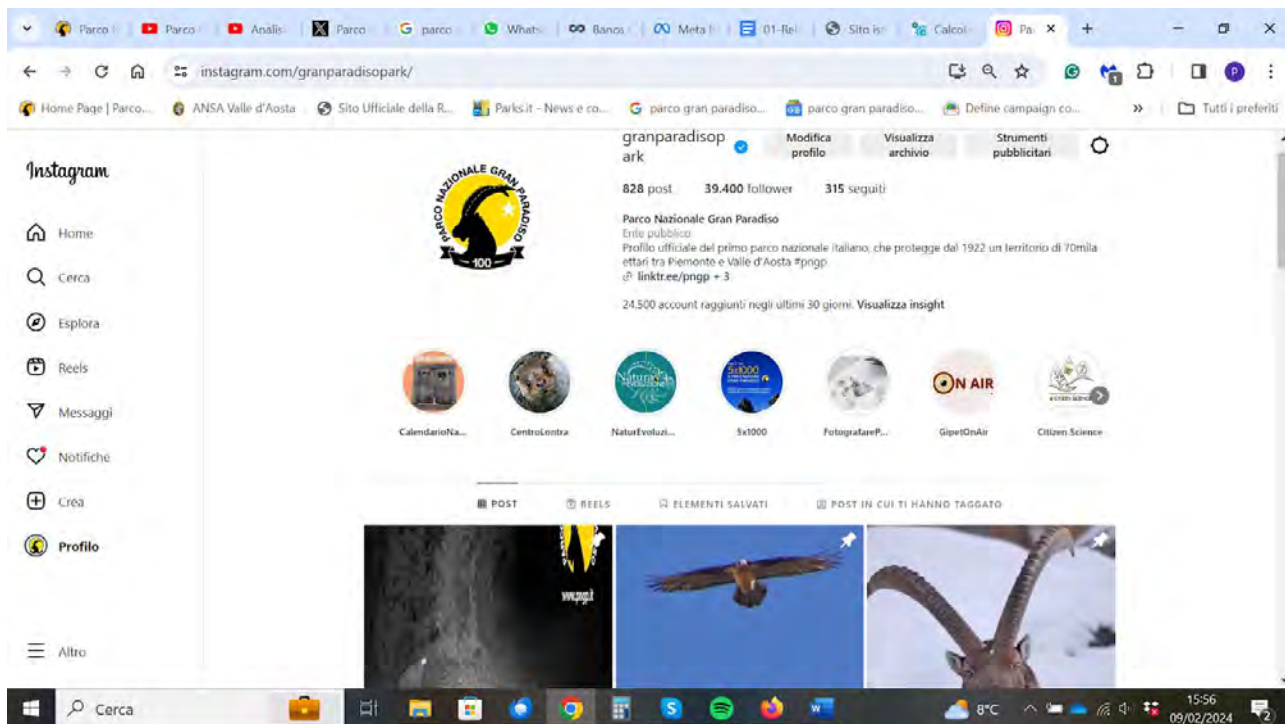 Parco
Parco
Analis
Parco
parco
Whats
Banca
Meta
01-Rel
Sito is
Calcol
Pa
instagram.com/granparadisopark/
Home Page | Parco...
ANSA Valle d'Aosta
Sito Ufficiale della R...
Parks.it - News e co...
parco gran paradiso...
parco gran paradiso...
Define campaign co...
»
Tutti i preferiti
Instagram
Home
Cerca
Esplora
Reels
Messaggi
Notifiche
Crea
Profilo
Altro
PARCO NAZIONALE GRAN PARADISO
100
granparadisop
ark
Modifica
profilo
Visualizza
archivio
Strumenti
pubblicitari
828 post 39.400 follower 315 seguiti
Parco Nazionale Gran Paradiso
Ente pubblico
Profilo ufficiale del primo parco nazionale italiano, che protegge dal 1922 un territorio di 70mila
ettari tra Piemonte e Valle d'Aosta #pngp
linktr.ee/pngp + 3
24.500 account raggiunti negli ultimi 30 giorni. Visualizza insight
5x1000
ON AIR
CalendarioNa...
CentroLontra
NaturEvoluzi...
5x1000
FotografareP...
GipetOnAir
Citizen Science
POST
REELS
ELEMENTI SALVATI
POST IN CUI TI HANNO TAGGATO
www.pngp.it
Cerca
8°C
15:56
09/02/2024